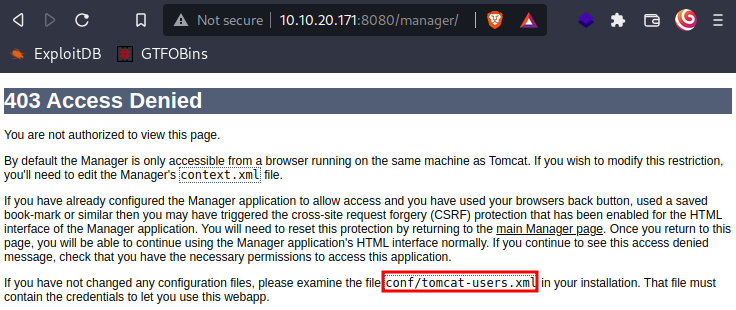 Not secure | 10.10.20.171:8080/manager/
ExploitDB GTFOBins
403 Access Denied
You are not authorized to view this page.
By default the Manager is only accessible from a browser running on the same machine as Tomcat. If you wish to modify this restriction,
you'll need to edit the Manager's context.xml file.
If you have already configured the Manager application to allow access and you have used your browsers back button, used a saved
book-mark or similar then you may have triggered the cross-site request forgery (CSRF) protection that has been enabled for the HTML
interface of the Manager application. You will need to reset this protection by returning to the main Manager page. Once you return to this
page, you will be able to continue using the Manager application's HTML interface normally. If you continue to see this access denied
message, check that you have the necessary permissions to access this application.
If you have not changed any configuration files, please examine the file conf/tomcat-users.xml in your installation. That file must
contain the credentials to let you use this webapp.